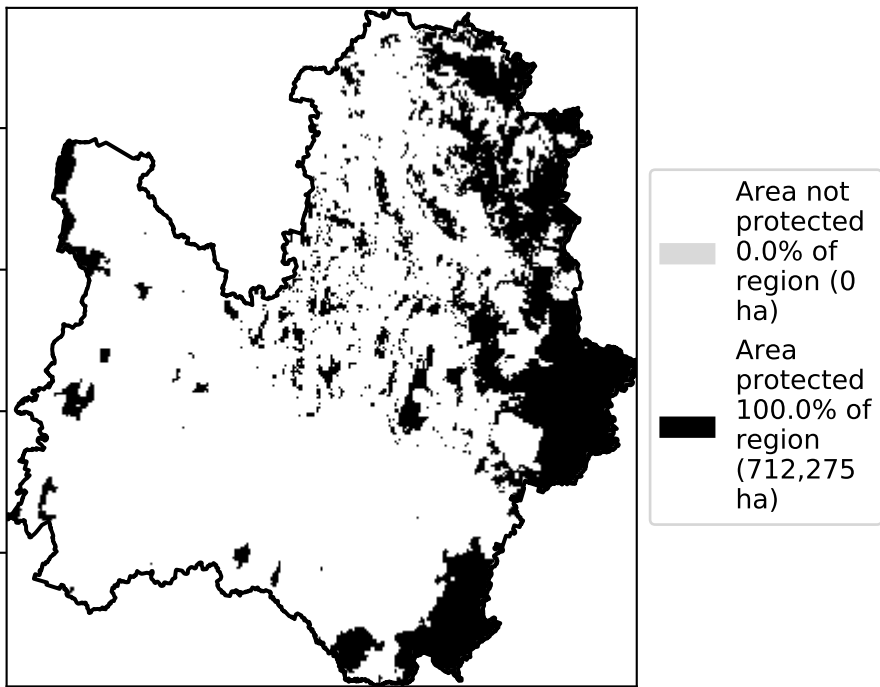 Area not
protected
0.0% of
region (0
ha)
Area
protected
100.0% of
region
(712,275
ha)